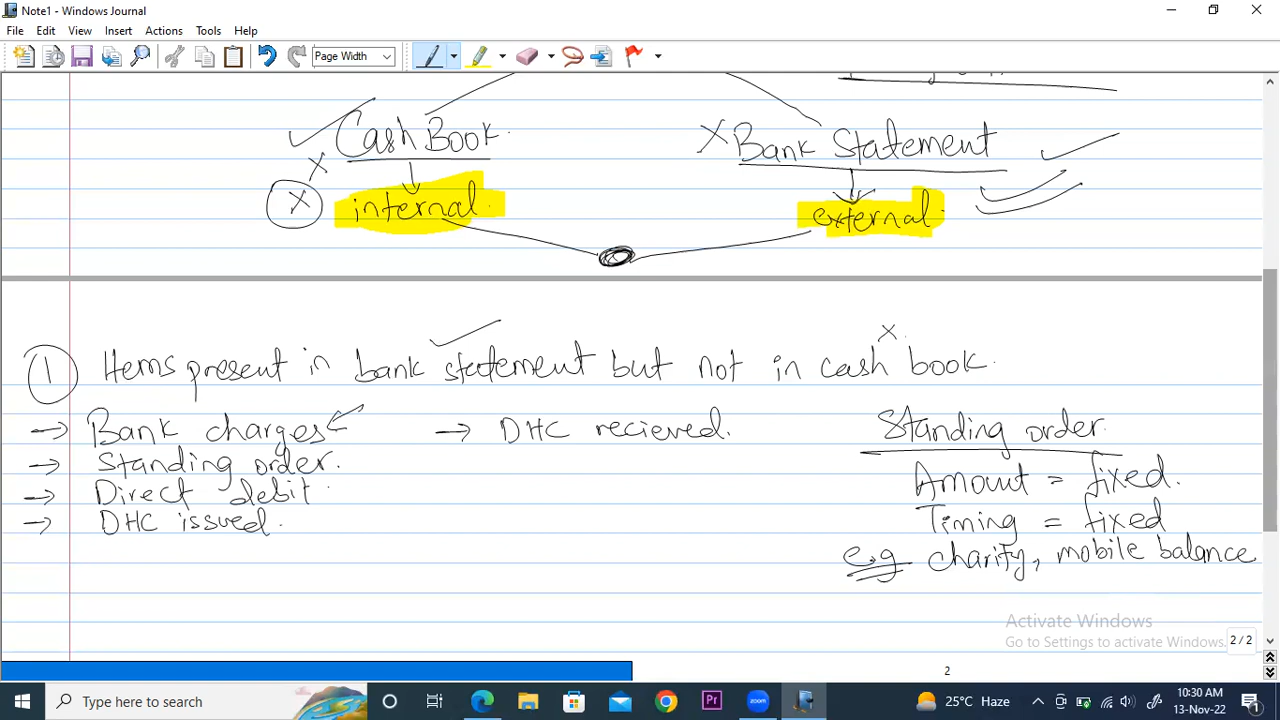 Note1 - Windows Journal
File Edit View Insert Actions Tools Help
Page Width
Cash Book.
X Bank Statement
X
X
internal
external
1 Items present in bank statement but not in cash book.
X
→ Bank charges
→ DHC recieved.
→ Standing order.
→ Direct debit
→ DHC issued.
Standing order.
Amount = fixed.
Timing = fixed
e.g charity, mobile balance
Activate Windows
Go to Settings to activate Windows.
2 / 2
2
Type here to search
Pr
zoom
25°C Haze
10:30 AM
13-Nov-22
1